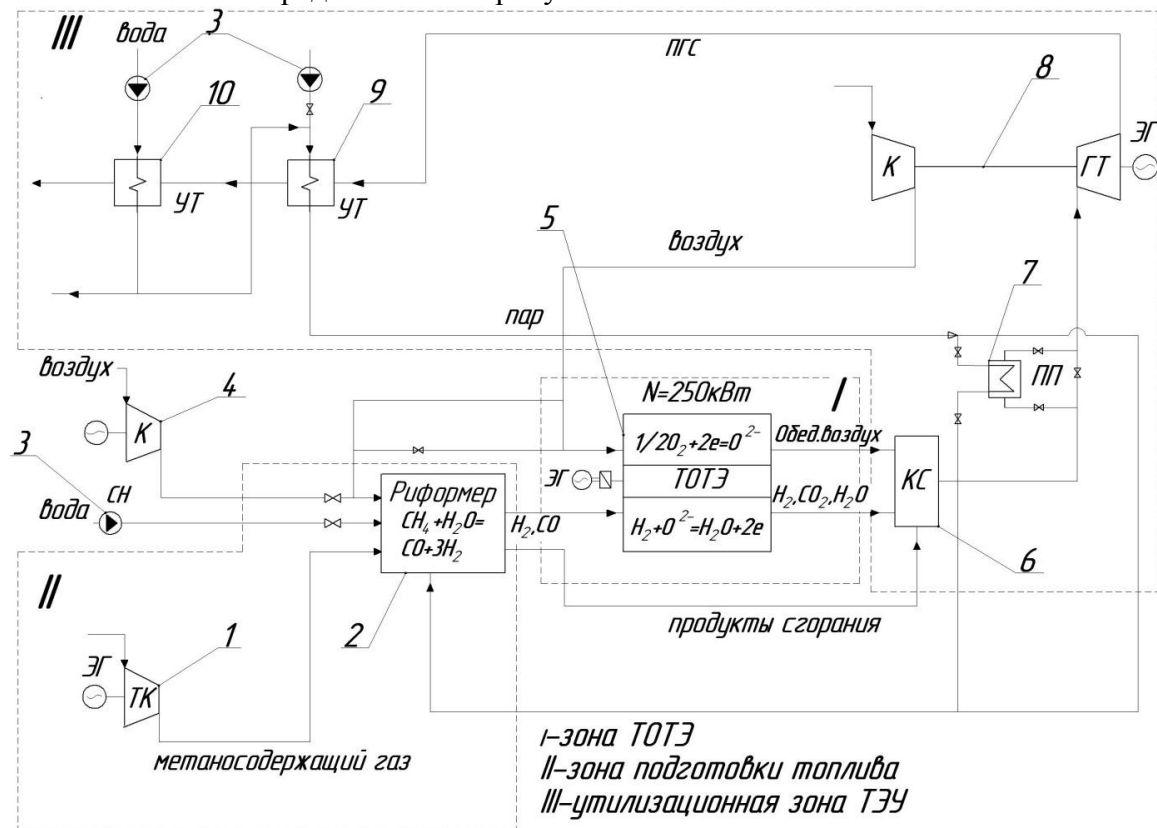 III
вода
3
10
9
УТ
УТ
ПГС
8
К
ГТ
ЭГ
воздух
5
пар
7
ПП
воздух
4
К
3
СН
вода
N=250кВт
I
1/2O₂+2e=O²⁻
ТОТЭ
H₂+O²⁻=H₂O+2e
ЭГ
Обед.воздух
H₂,CO₂,H₂O
КС
6
Риформер
CH₄+H₂O=
CO+3H₂
H₂,CO
2
продукты сгорания
II
1
ЭГ
ТК
метаносодержащий газ
I-зона ТОТЭ
II-зона подготовки топлива
III-утилизационная зона ТЭУ